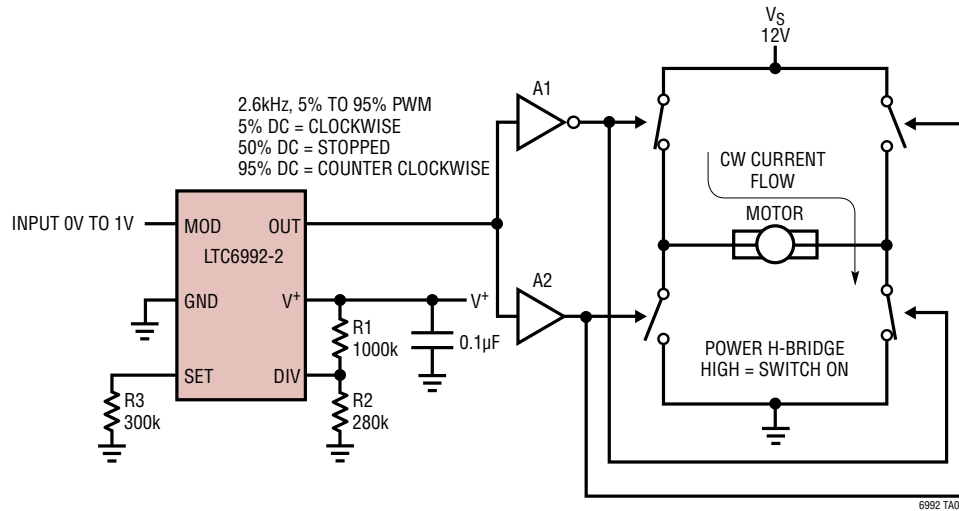 V_S
12V
A1
2.6kHz, 5% TO 95% PWM
5% DC = CLOCKWISE
50% DC = STOPPED
95% DC = COUNTER CLOCKWISE
CW CURRENT
FLOW
MOTOR
INPUT 0V TO 1V
MOD
OUT
LTC6992-2
A2
GND
V⁺
V⁺
R1
1000k
0.1µF
POWER H-BRIDGE
HIGH = SWITCH ON
SET
DIV
R3
300k
R2
280k
6992 TA0